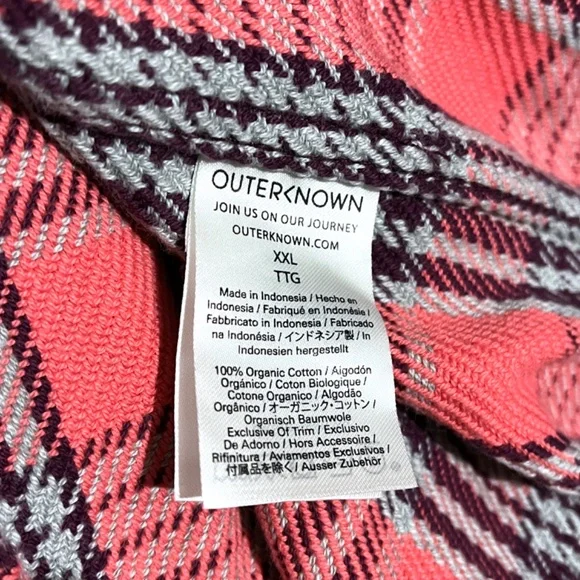 OUTERKNOWN
JOIN US ON OUR JOURNEY
OUTERKNOWN.COM
XXL
TTG
Made in Indonesia / Hecho en
Indonesia / Fabriqué en Indonésie /
Fabbricato in Indonesia / Fabricado
na Indonésia / インドネシア製 / In
Indonesien hergestellt
100% Organic Cotton / Algodón
Orgánico / Coton Biologique /
Cotone Organico / Algodão
Orgânico / オーガニック・コットン /
Organisch Baumwole
Exclusive Of Trim / Exclusivo
De Adorno / Hors Accessoire /
Rifinitura / Aviamentos Exclusivos /
付属品を除く / Ausser Zubehör